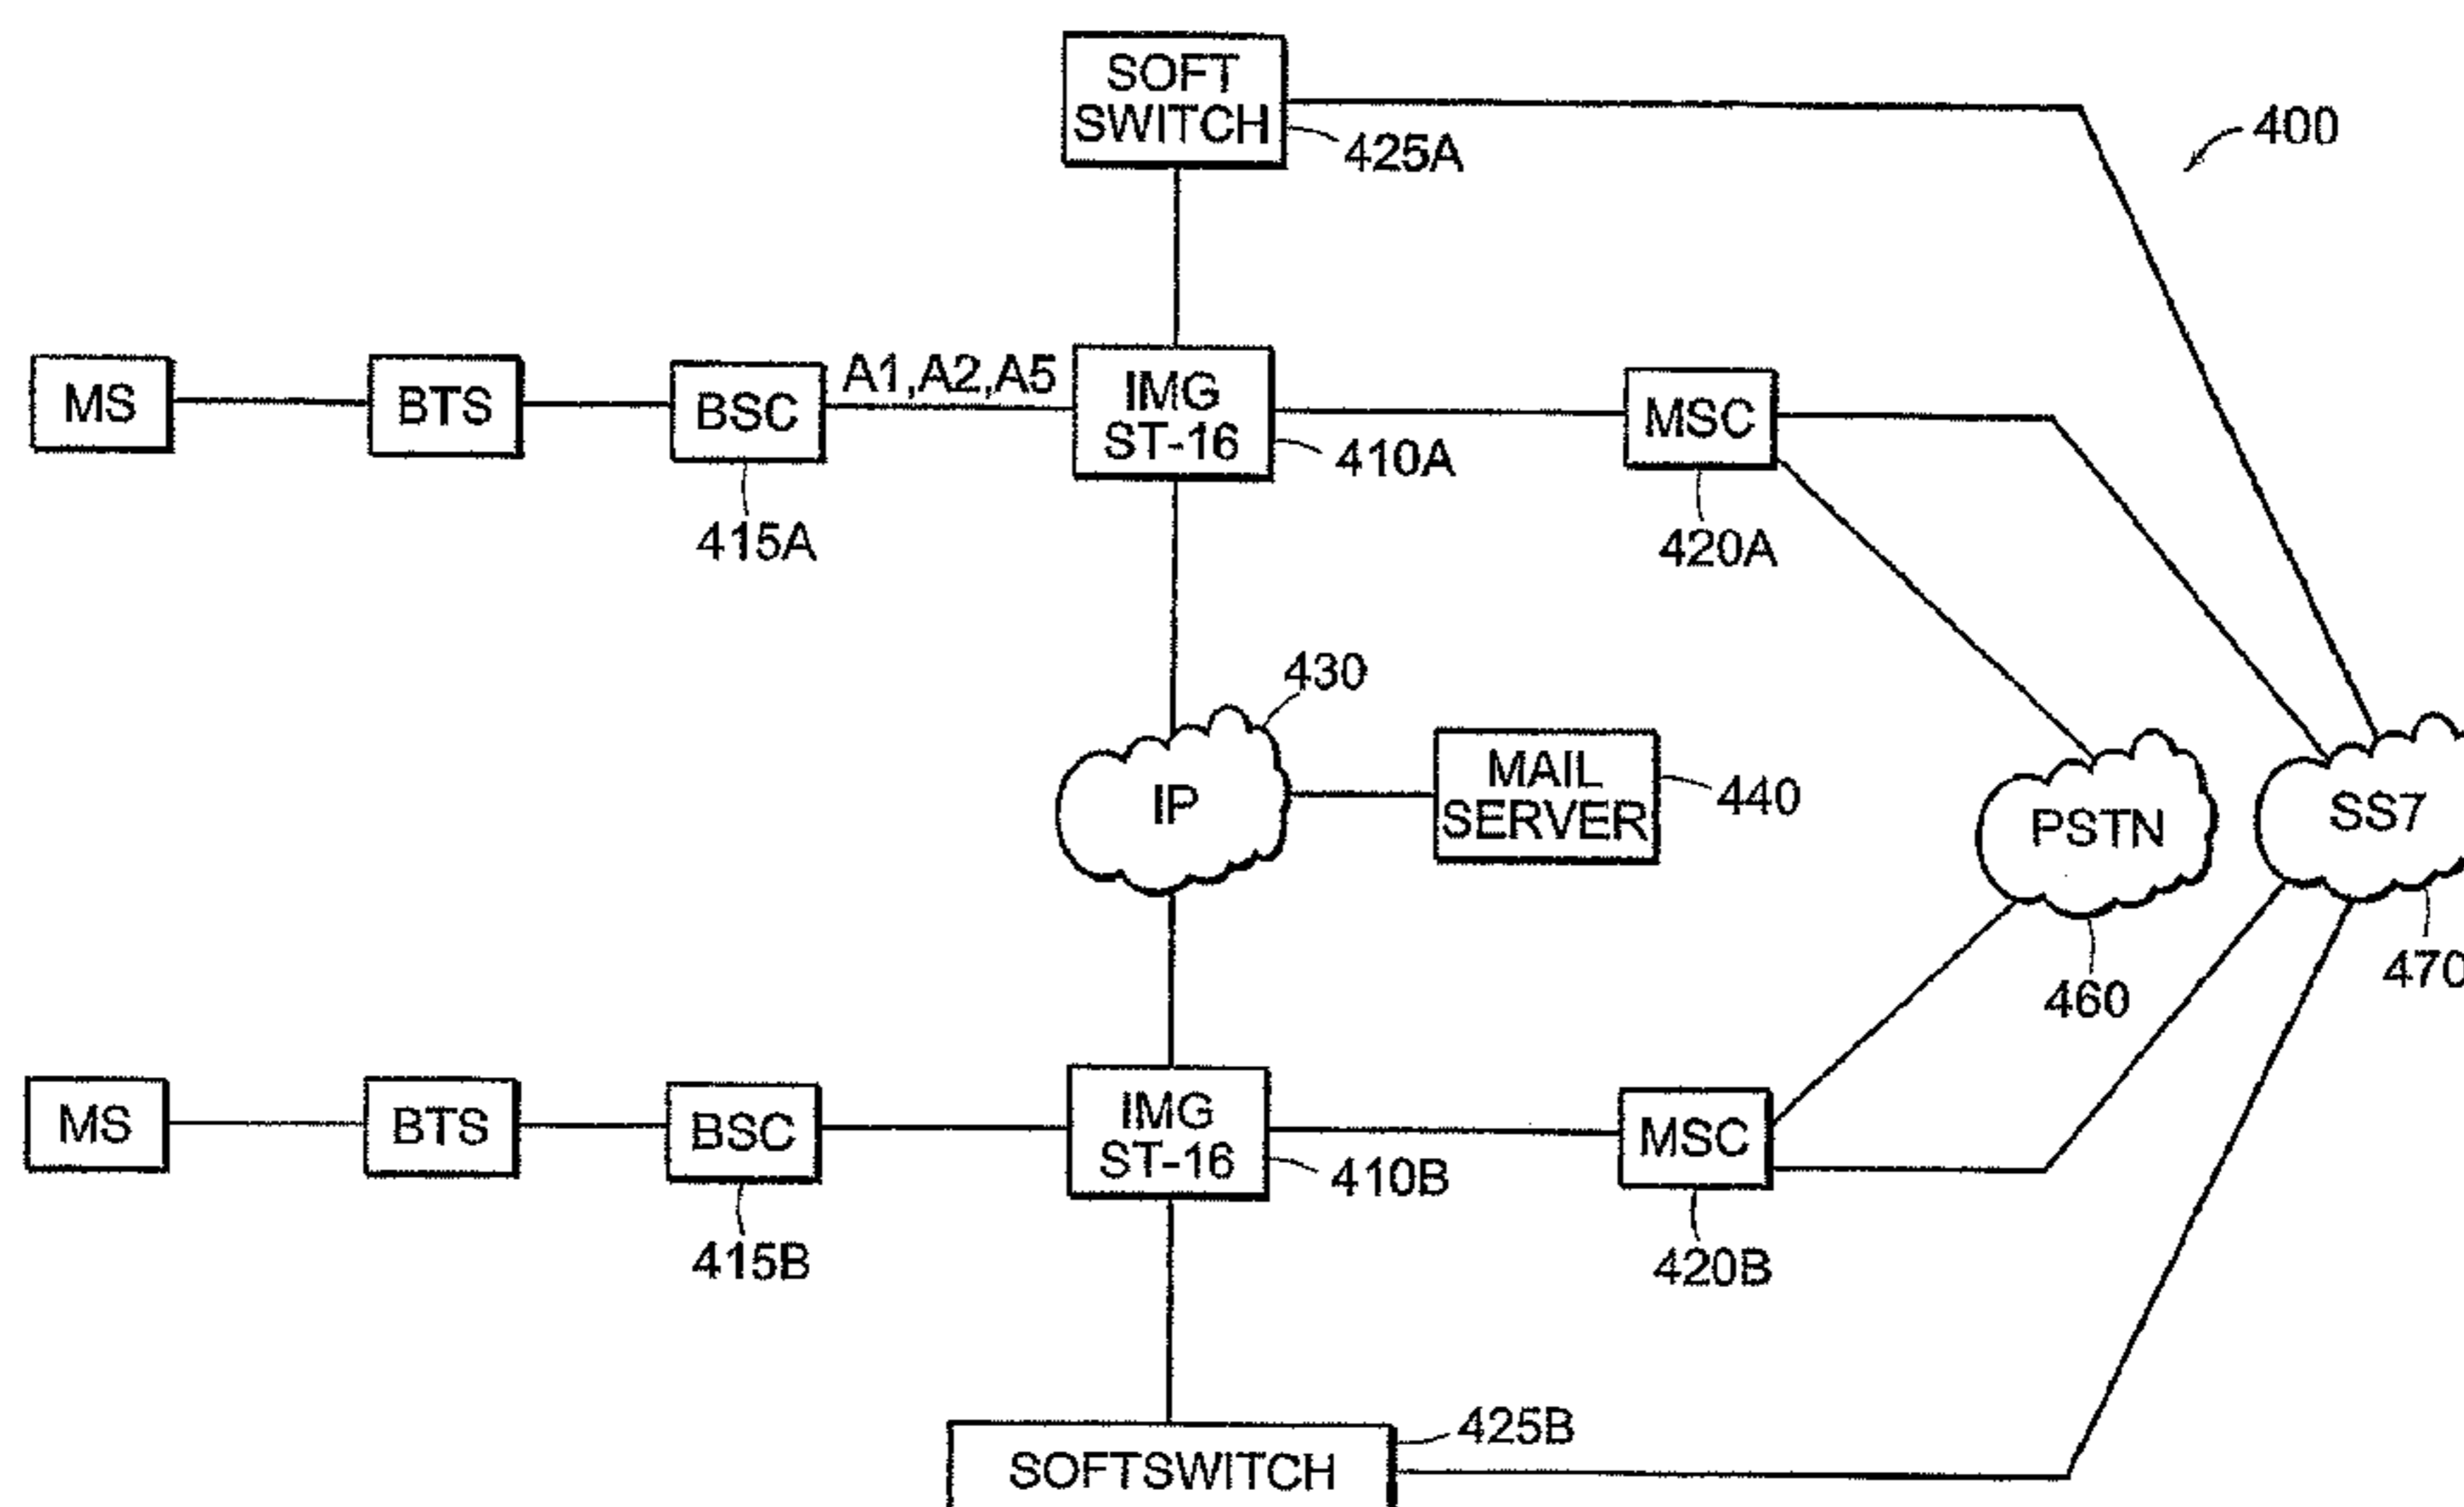 SOFT
SWITCH
425A
400
MS
BTS
BSC
A1,A2,A5
IMG
ST-16
410A
MSC
415A
420A
430
IP
MAIL
SERVER
440
PSTN
SS7
460
470
MS
BTS
BSC
IMG
ST-16
410B
MSC
415B
420B
425B
SOFTSWITCH